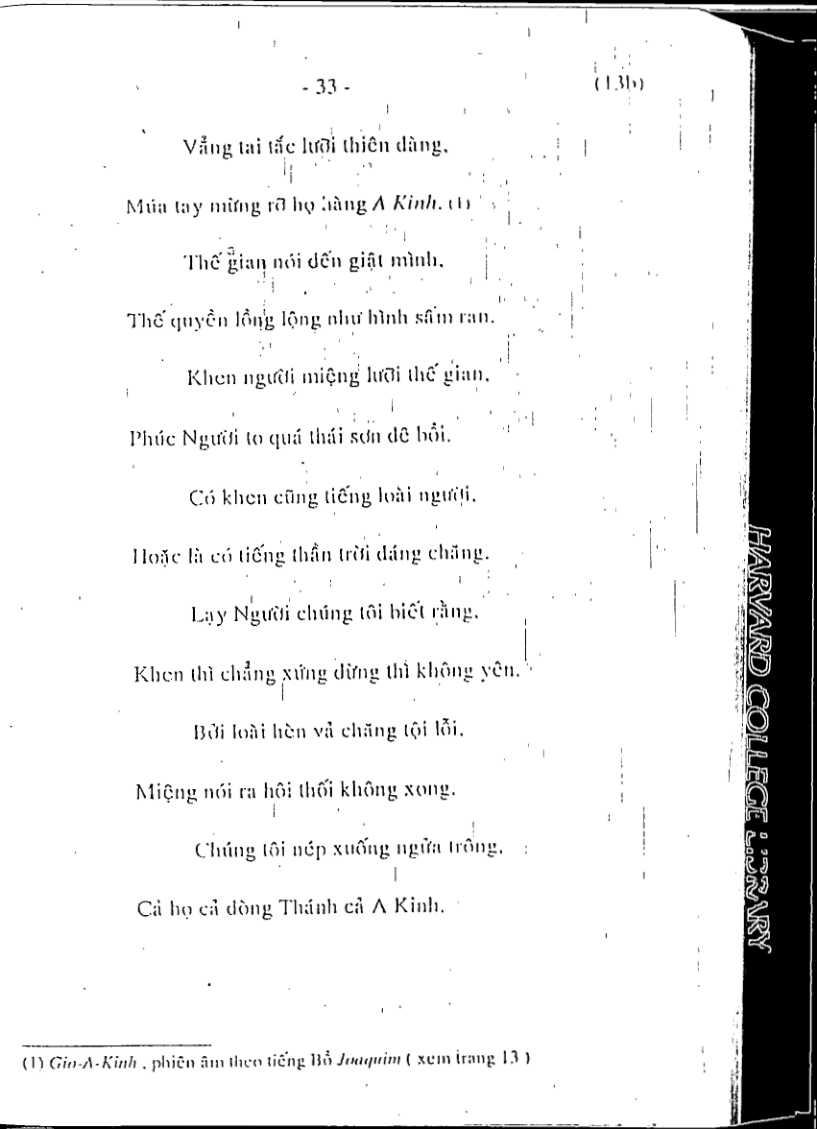 - 33 -
(13b)
Vẳng tai tắc lưỡi thiên đàng,
Múa tay mừng rỡ họ hàng A Kinh. (1)
Thế gian nói đến giật mình,
Thế quyền lồng lộng như hình sấm ran.
Khen người miệng lưỡi thế gian,
Phúc Người to quá thái sơn dê bồi.
Có khen cũng tiếng loài người,
Hoặc là có tiếng thần trời đáng chăng.
Lạy Người chúng tôi biết rằng,
Khen thì chẳng xứng dừng thì không yên.
Bởi loài hèn vả chăng tội lỗi,
Miệng nói ra hôi thối không xong.
Chúng tôi nép xuống ngửa trông,
Cả họ cả dòng Thánh cả A Kinh.
(1) Gio-A-Kinh , phiên âm theo tiếng Bồ Joaquim ( xem trang 13 )
HARVARD COLLEGE LIBRARY